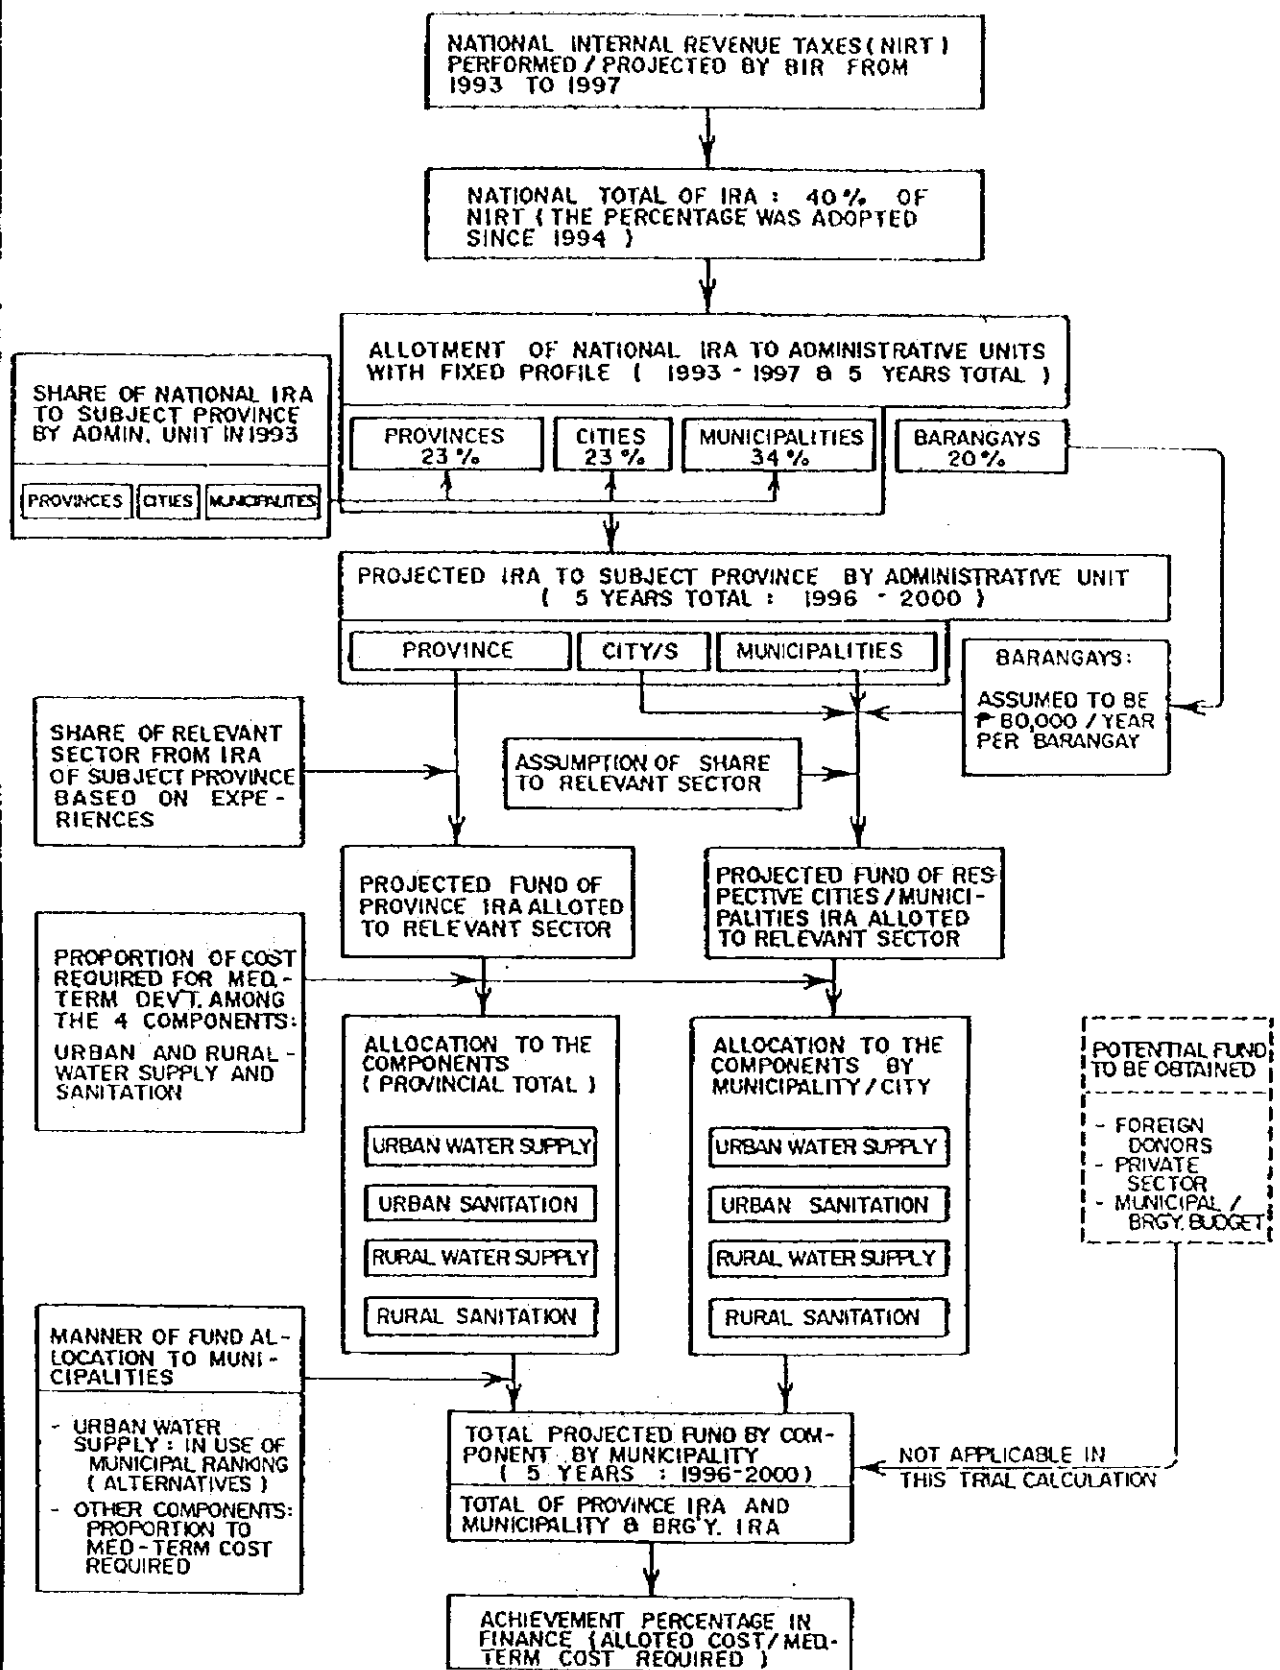 NATIONAL INTERNAL REVENUE TAXES (NIRT)
PERFORMED / PROJECTED BY BIR FROM
1993 TO 1997
NATIONAL TOTAL OF IRA : 40 % OF
NIRT ( THE PERCENTAGE WAS ADOPTED
SINCE 1994 )
ALLOTMENT OF NATIONAL IRA TO ADMINISTRATIVE UNITS
WITH FIXED PROFILE ( 1993 - 1997 & 5 YEARS TOTAL )
PROVINCES
23 %
CITIES
23 %
MUNICIPALITIES
34 %
BARANGAYS
20 %
SHARE OF NATIONAL IRA
TO SUBJECT PROVINCE
BY ADMIN. UNIT IN 1993
PROVINCES
CITIES
MUNICIPALITES
PROJECTED IRA TO SUBJECT PROVINCE BY ADMINISTRATIVE UNIT
( 5 YEARS TOTAL : 1996 - 2000 )
PROVINCE
CITY/S
MUNICIPALITIES
BARANGAYS:
ASSUMED TO BE
₱ 80,000 / YEAR
PER BARANGAY
SHARE OF RELEVANT
SECTOR FROM IRA
OF SUBJECT PROVINCE
BASED ON EXPE -
RIENCES
ASSUMPTION OF SHARE
TO RELEVANT SECTOR
PROJECTED FUND OF
PROVINCE IRA ALLOTED
TO RELEVANT SECTOR
PROJECTED FUND OF RES
PECTIVE CITIES / MUNICI-
PALITIES IRA ALLOTED
TO RELEVANT SECTOR
PROPORTION OF COST
REQUIRED FOR MED.-
TERM DEV'T. AMONG
THE 4 COMPONENTS:
URBAN AND RURAL -
WATER SUPPLY AND
SANITATION
ALLOCATION TO THE
COMPONENTS
( PROVINCIAL TOTAL )
URBAN WATER SUPPLY
URBAN SANITATION
RURAL WATER SUPPLY
RURAL SANITATION
ALLOCATION TO THE
COMPONENTS BY
MUNICIPALITY / CITY
URBAN WATER SUPPLY
URBAN SANITATION
RURAL WATER SUPPLY
RURAL SANITATION
POTENTIAL FUND
TO BE OBTAINED
- FOREIGN
DONORS
- PRIVATE
SECTOR
- MUNICIPAL /
BRGY. BUDGET
MANNER OF FUND AL-
LOCATION TO MUNI -
CIPALITIES
- URBAN WATER
SUPPLY : IN USE OF
MUNICIPAL RANKING
( ALTERNATIVES )
- OTHER COMPONENTS:
PROPORTION TO
MED - TERM COST
REQUIRED
TOTAL PROJECTED FUND BY COM-
PONENT BY MUNICIPALITY
( 5 YEARS : 1996-2000)
TOTAL OF PROVINCE IRA AND
MUNICIPALITY & BRG'Y. IRA
NOT APPLICABLE IN
THIS TRIAL CALCULATION
ACHIEVEMENT PERCENTAGE IN
FINANCE (ALLOTED COST/MED.-
TERM COST REQUIRED )